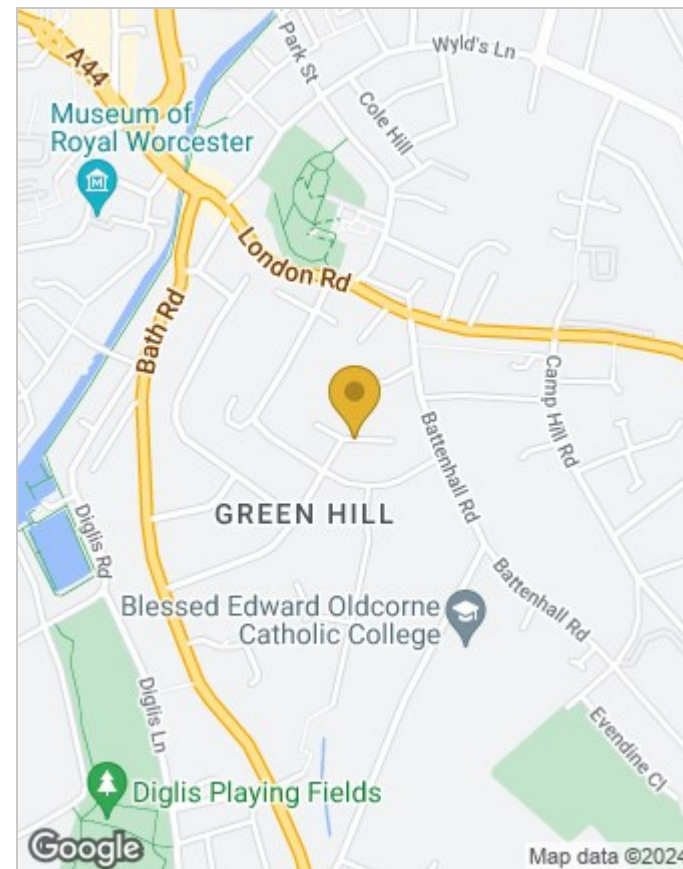 A44
Park St
Wyld's Ln
Cole Hill
Museum of
Royal Worcester
London Rd
Bath Rd
Camp Hill Rd
Battenhall Rd
GREEN HILL
Diglis Rd
Blessed Edward Oldcorne
Catholic College
Battenhall Rd
Diglis Ln
Evendine Cl
Diglis Playing Fields
Google
Map data ©2024